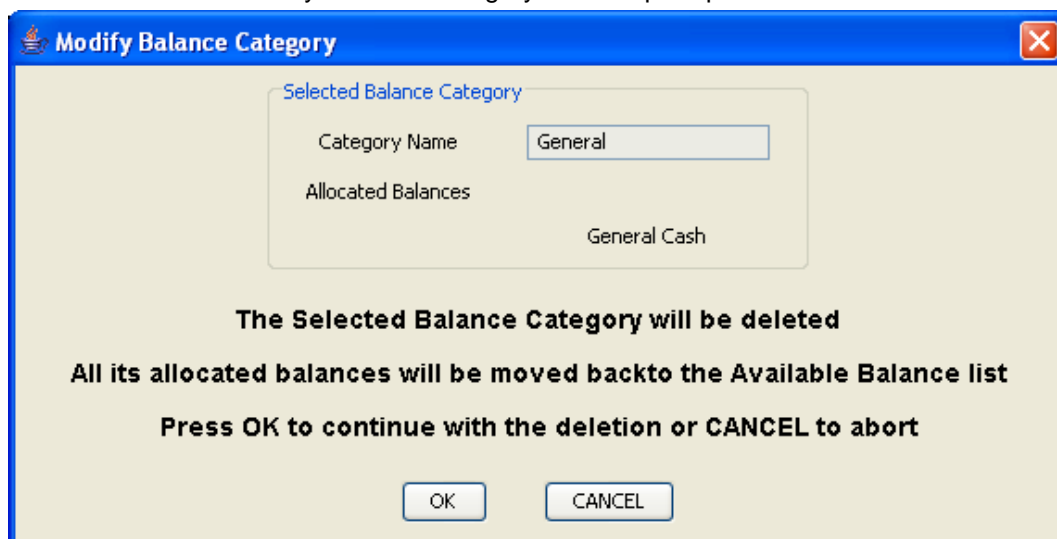 Modify Balance Category
Selected Balance Category
Category Name General
Allocated Balances
General Cash
The Selected Balance Category will be deleted
All its allocated balances will be moved backto the Available Balance list
Press OK to continue with the deletion or CANCEL to abort
OK CANCEL